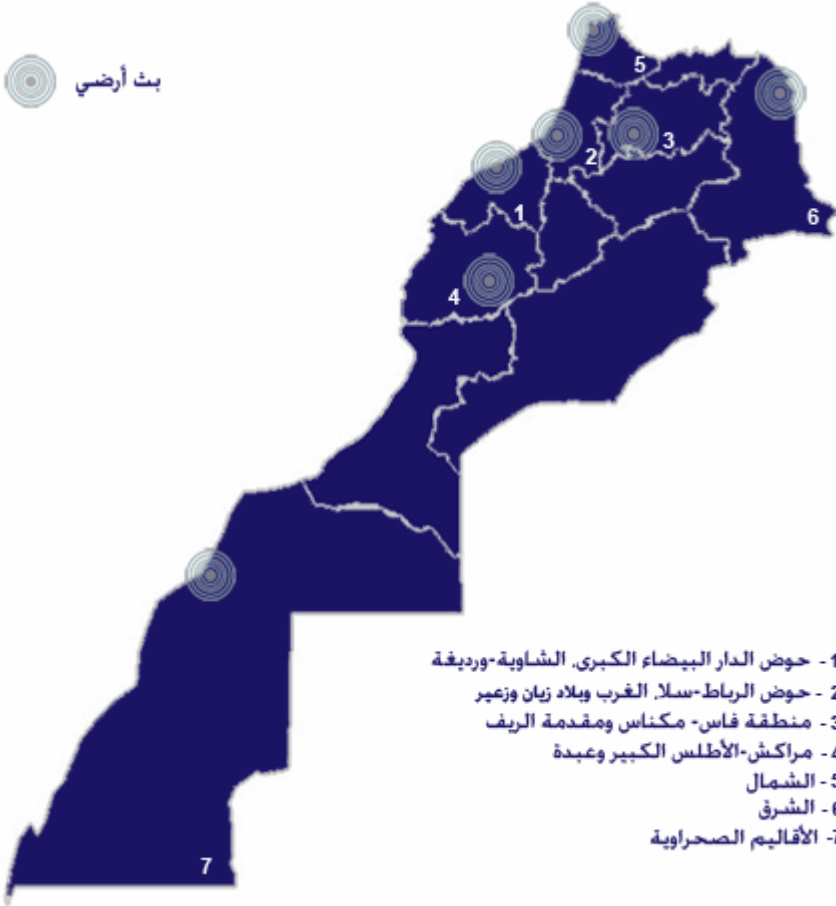 بث أرضي
5
3
2
1
6
4
7
1- حوض الدار البيضاء الكبرى، الشاوية-ورديغة
2- حوض الرباط-سلا، الغرب وبلاد زيان وزعير
3- منطقة فاس- مكناس ومقدمة الريف
4- مراكش-الأطلس الكبير وعبدة
5- الشمال
6- الشرق
7- الأقاليم الصحراوية